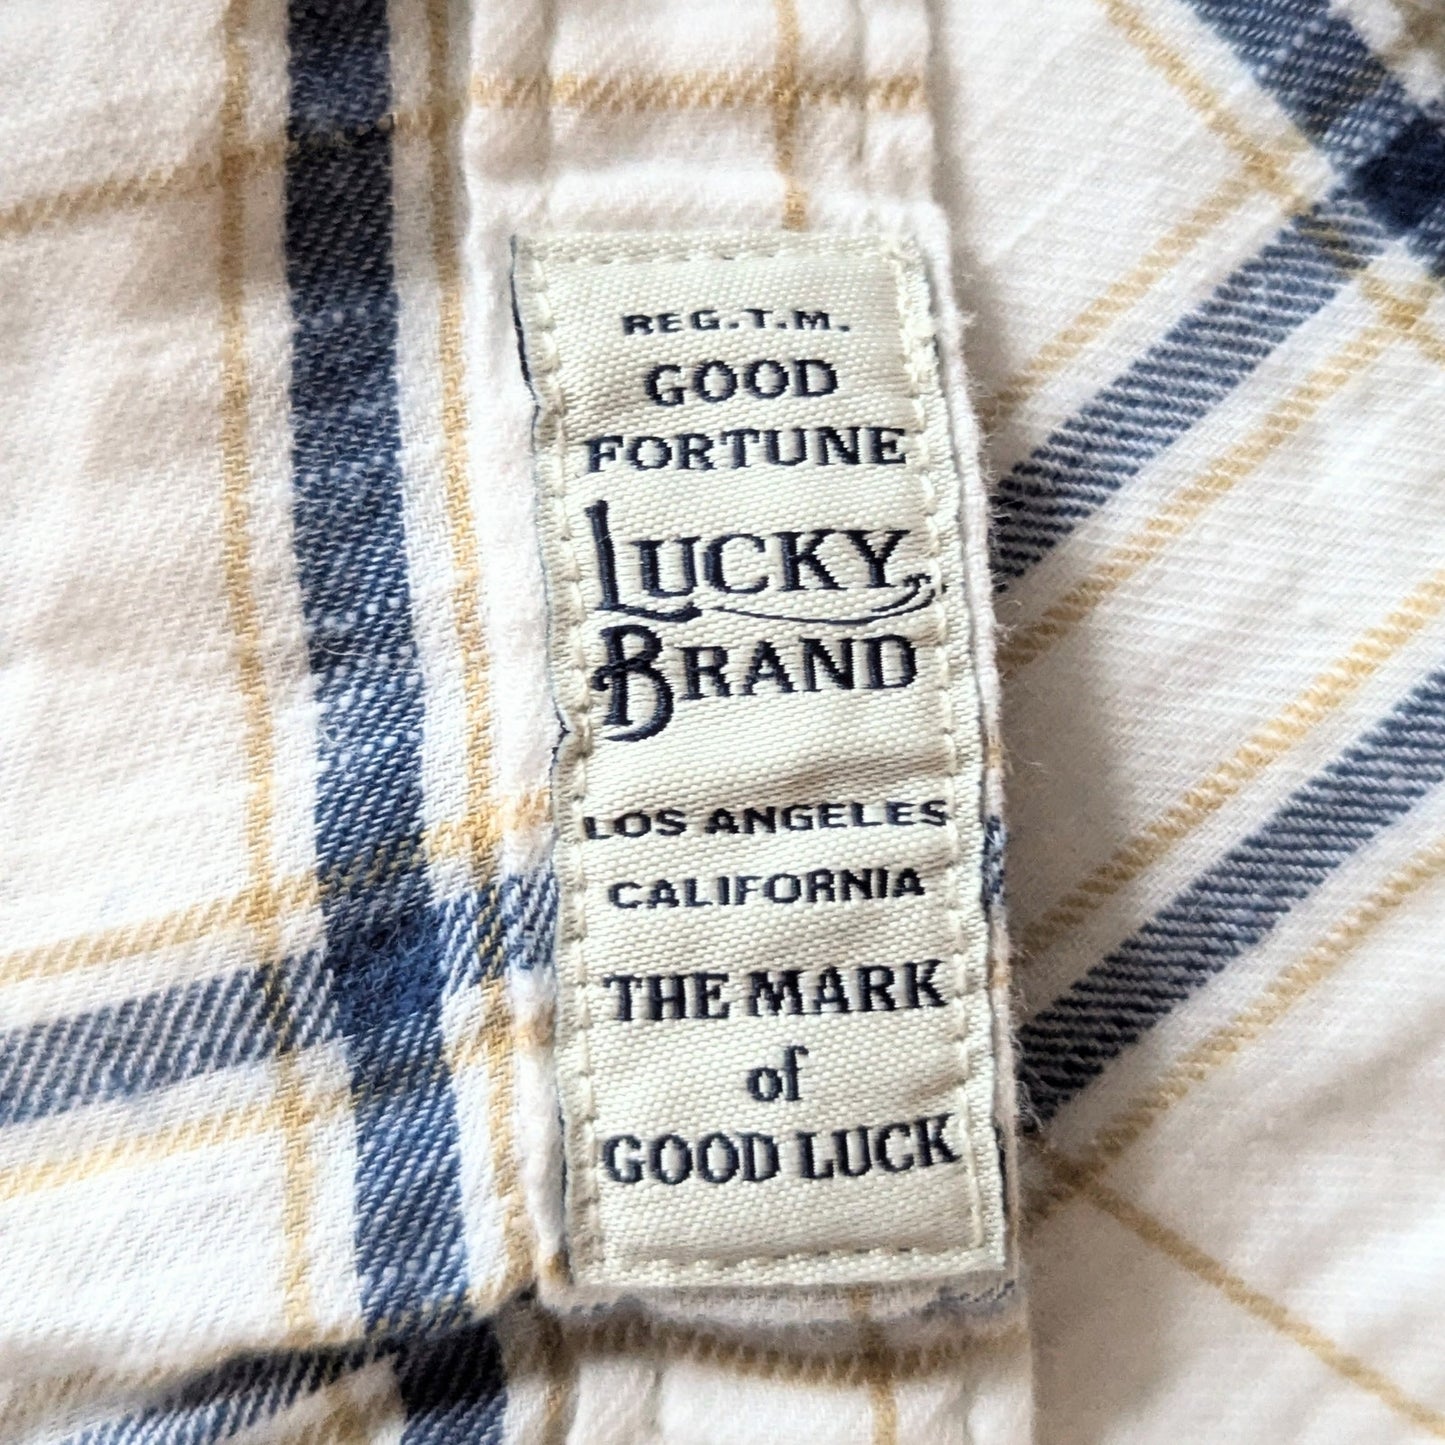 REG.T.M.
GOOD
FORTUNE
LUCKY
BRAND
LOS ANGELES
CALIFORNIA
THE MARK
of
GOOD LUCK